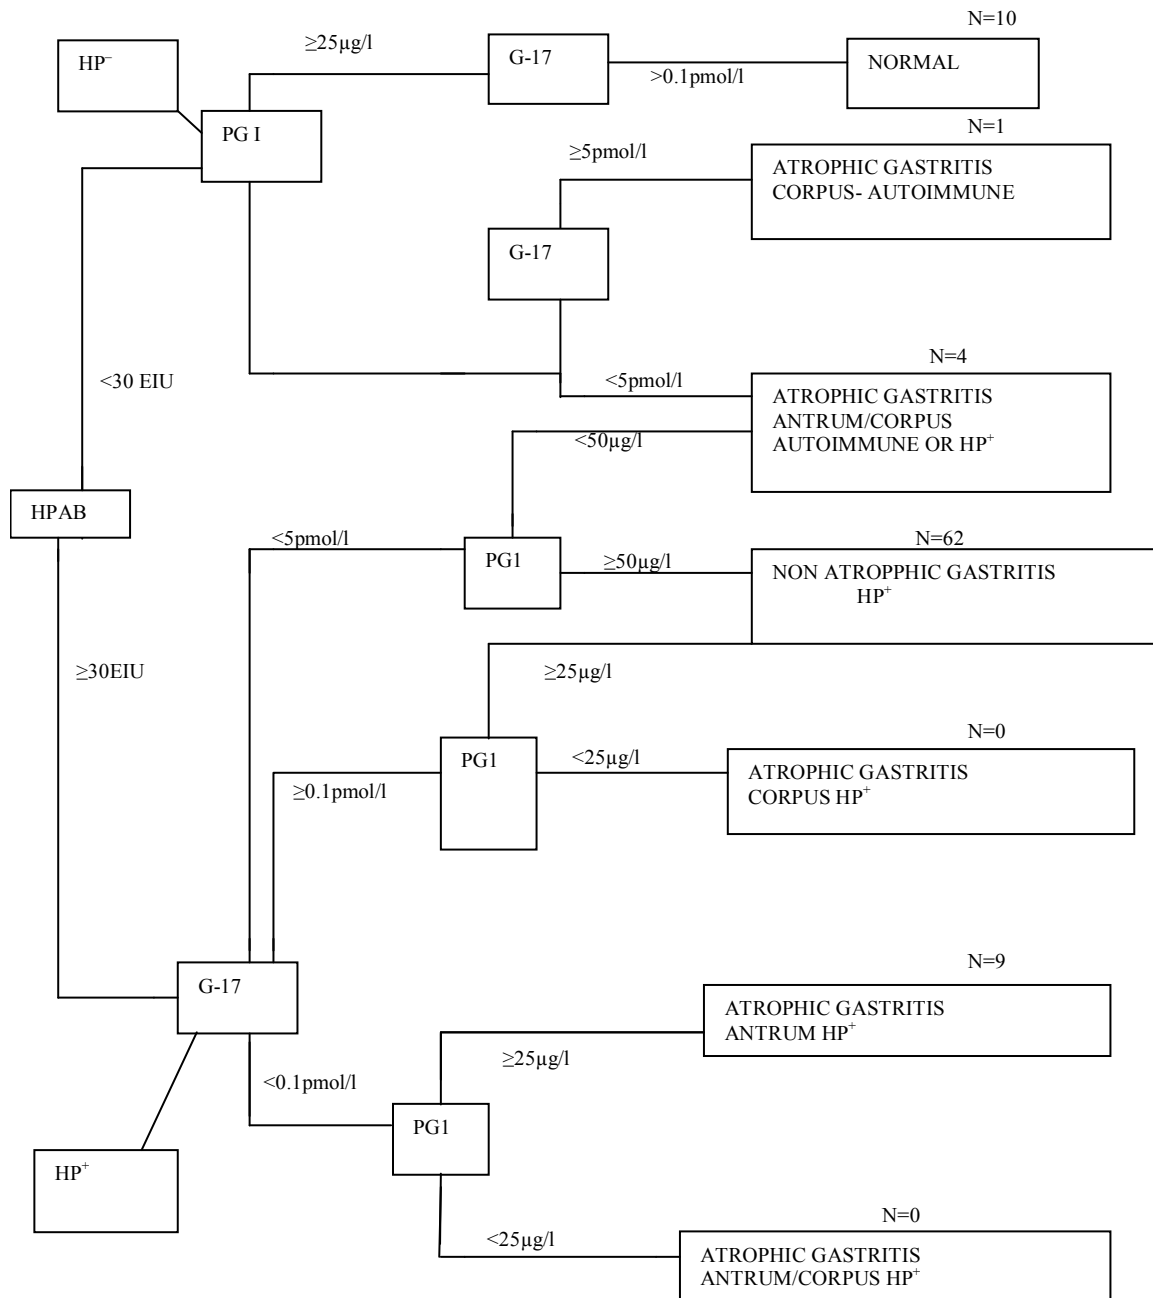 N=10
≥25µg/l
HP⁻
G-17
NORMAL
>0.1pmol/l
PG I
N=1
≥5pmol/l
ATROPHIC GASTRITIS
CORPUS- AUTOIMMUNE
G-17
N=4
<30 EIU
<5pmol/l
ATROPHIC GASTRITIS
ANTRUM/CORPUS
AUTOIMMUNE OR HP⁺
<50µg/l
HPAB
<5pmol/l
PG1
≥50µg/l
N=62
NON ATROPPHIC GASTRITIS
HP⁺
≥30EIU
≥25µg/l
N=0
PG1
<25µg/l
ATROPHIC GASTRITIS
CORPUS HP⁺
≥0.1pmol/l
N=9
G-17
ATROPHIC GASTRITIS
ANTRUM HP⁺
≥25µg/l
<0.1pmol/l
PG1
HP⁺
N=0
<25µg/l
ATROPHIC GASTRITIS
ANTRUM/CORPUS HP⁺